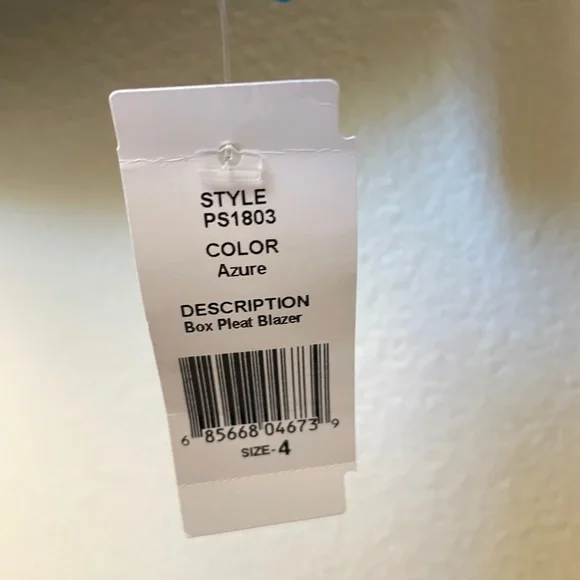 STYLE
PS1803
COLOR
Azure
DESCRIPTION
Box Pleat Blazer
6 85668 04673 9
SIZE-4